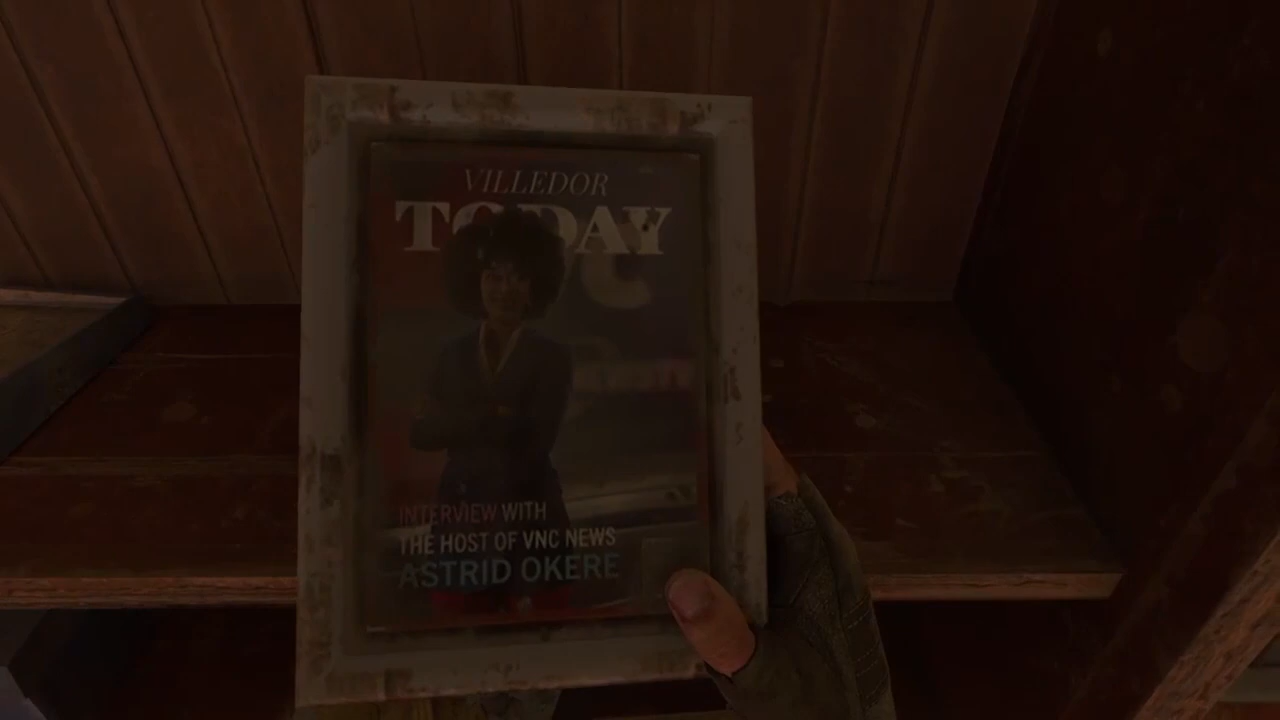 VILLEDOR
TODAY
INTERVIEW WITH
THE HOST OF VNC NEWS
ASTRID OKERE